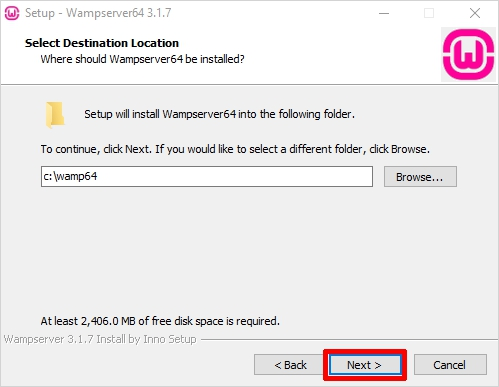 Setup - Wampserver64 3.1.7
Select Destination Location
Where should Wampserver64 be installed?
Setup will install Wampserver64 into the following folder.
To continue, click Next. If you would like to select a different folder, click Browse.
c:\wamp64
Browse...
At least 2,406.0 MB of free disk space is required.
Wampserver 3.1.7 Install by Inno Setup
< Back
Next >
Cancel